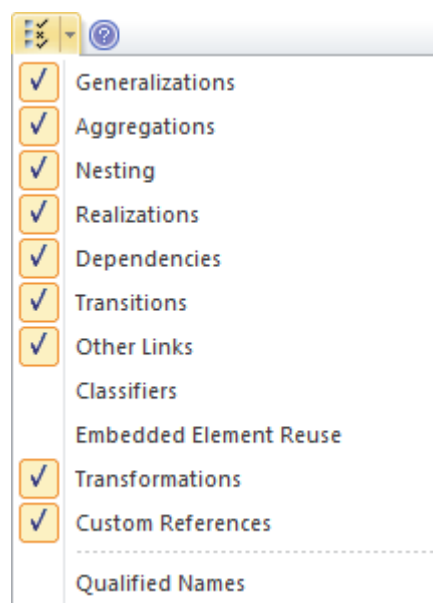 Generalizations
Aggregations
Nesting
Realizations
Dependencies
Transitions
Other Links
Classifiers
Embedded Element Reuse
Transformations
Custom References
Qualified Names